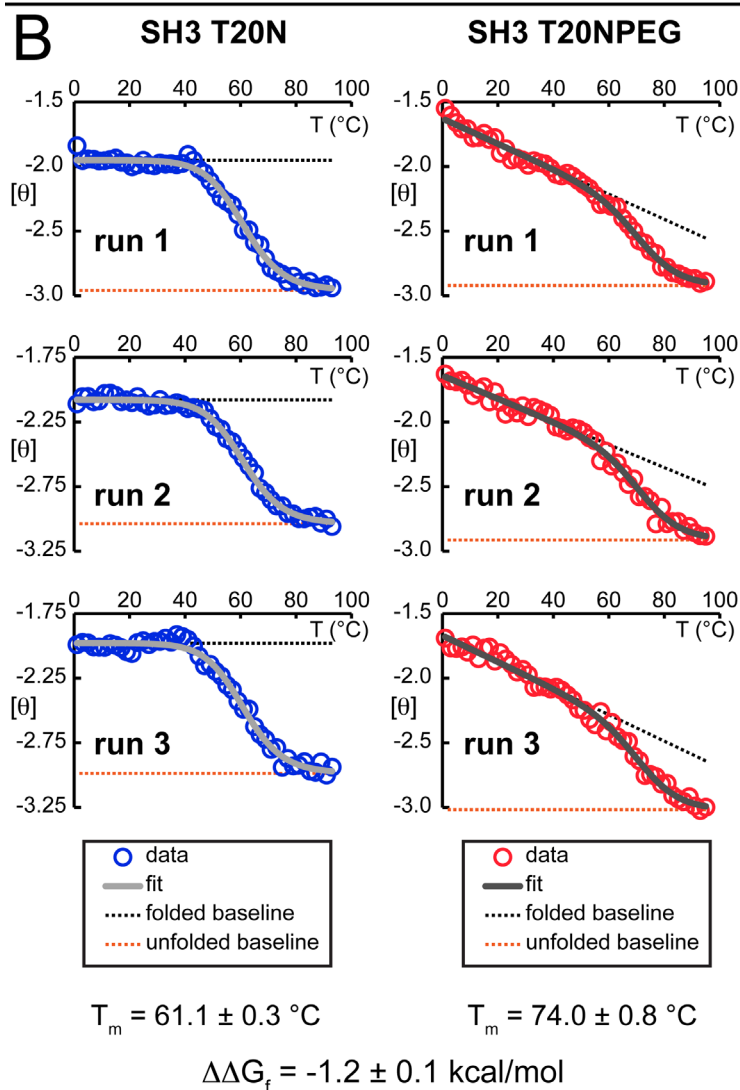 B
SH3 T20N SH3 T20NPEG
0 20 40 60 80 100 0 20 40 60 80 100
-1.5 T (°C) -1.5 T (°C)
-2.0 -2.0
[θ] [θ]
-2.5 -2.5
run 1 run 1
-3.0 -3.0
0 20 40 60 80 100 0 20 40 60 80 100
-1.75 T (°C) -1.5 T (°C)
-2.25 -2.0
[θ] [θ]
-2.75 -2.5
run 2 run 2
-3.25 -3.0
0 20 40 60 80 100 0 20 40 60 80 100
-1.75 T (°C) -1.5 T (°C)
-2.25 -2.0
[θ] [θ]
-2.75 -2.5
run 3 run 3
-3.25 -3.0
data data
fit fit
folded baseline folded baseline
unfolded baseline unfolded baseline
Tm = 61.1 ± 0.3 °C Tm = 74.0 ± 0.8 °C
ΔΔGf = -1.2 ± 0.1 kcal/mol